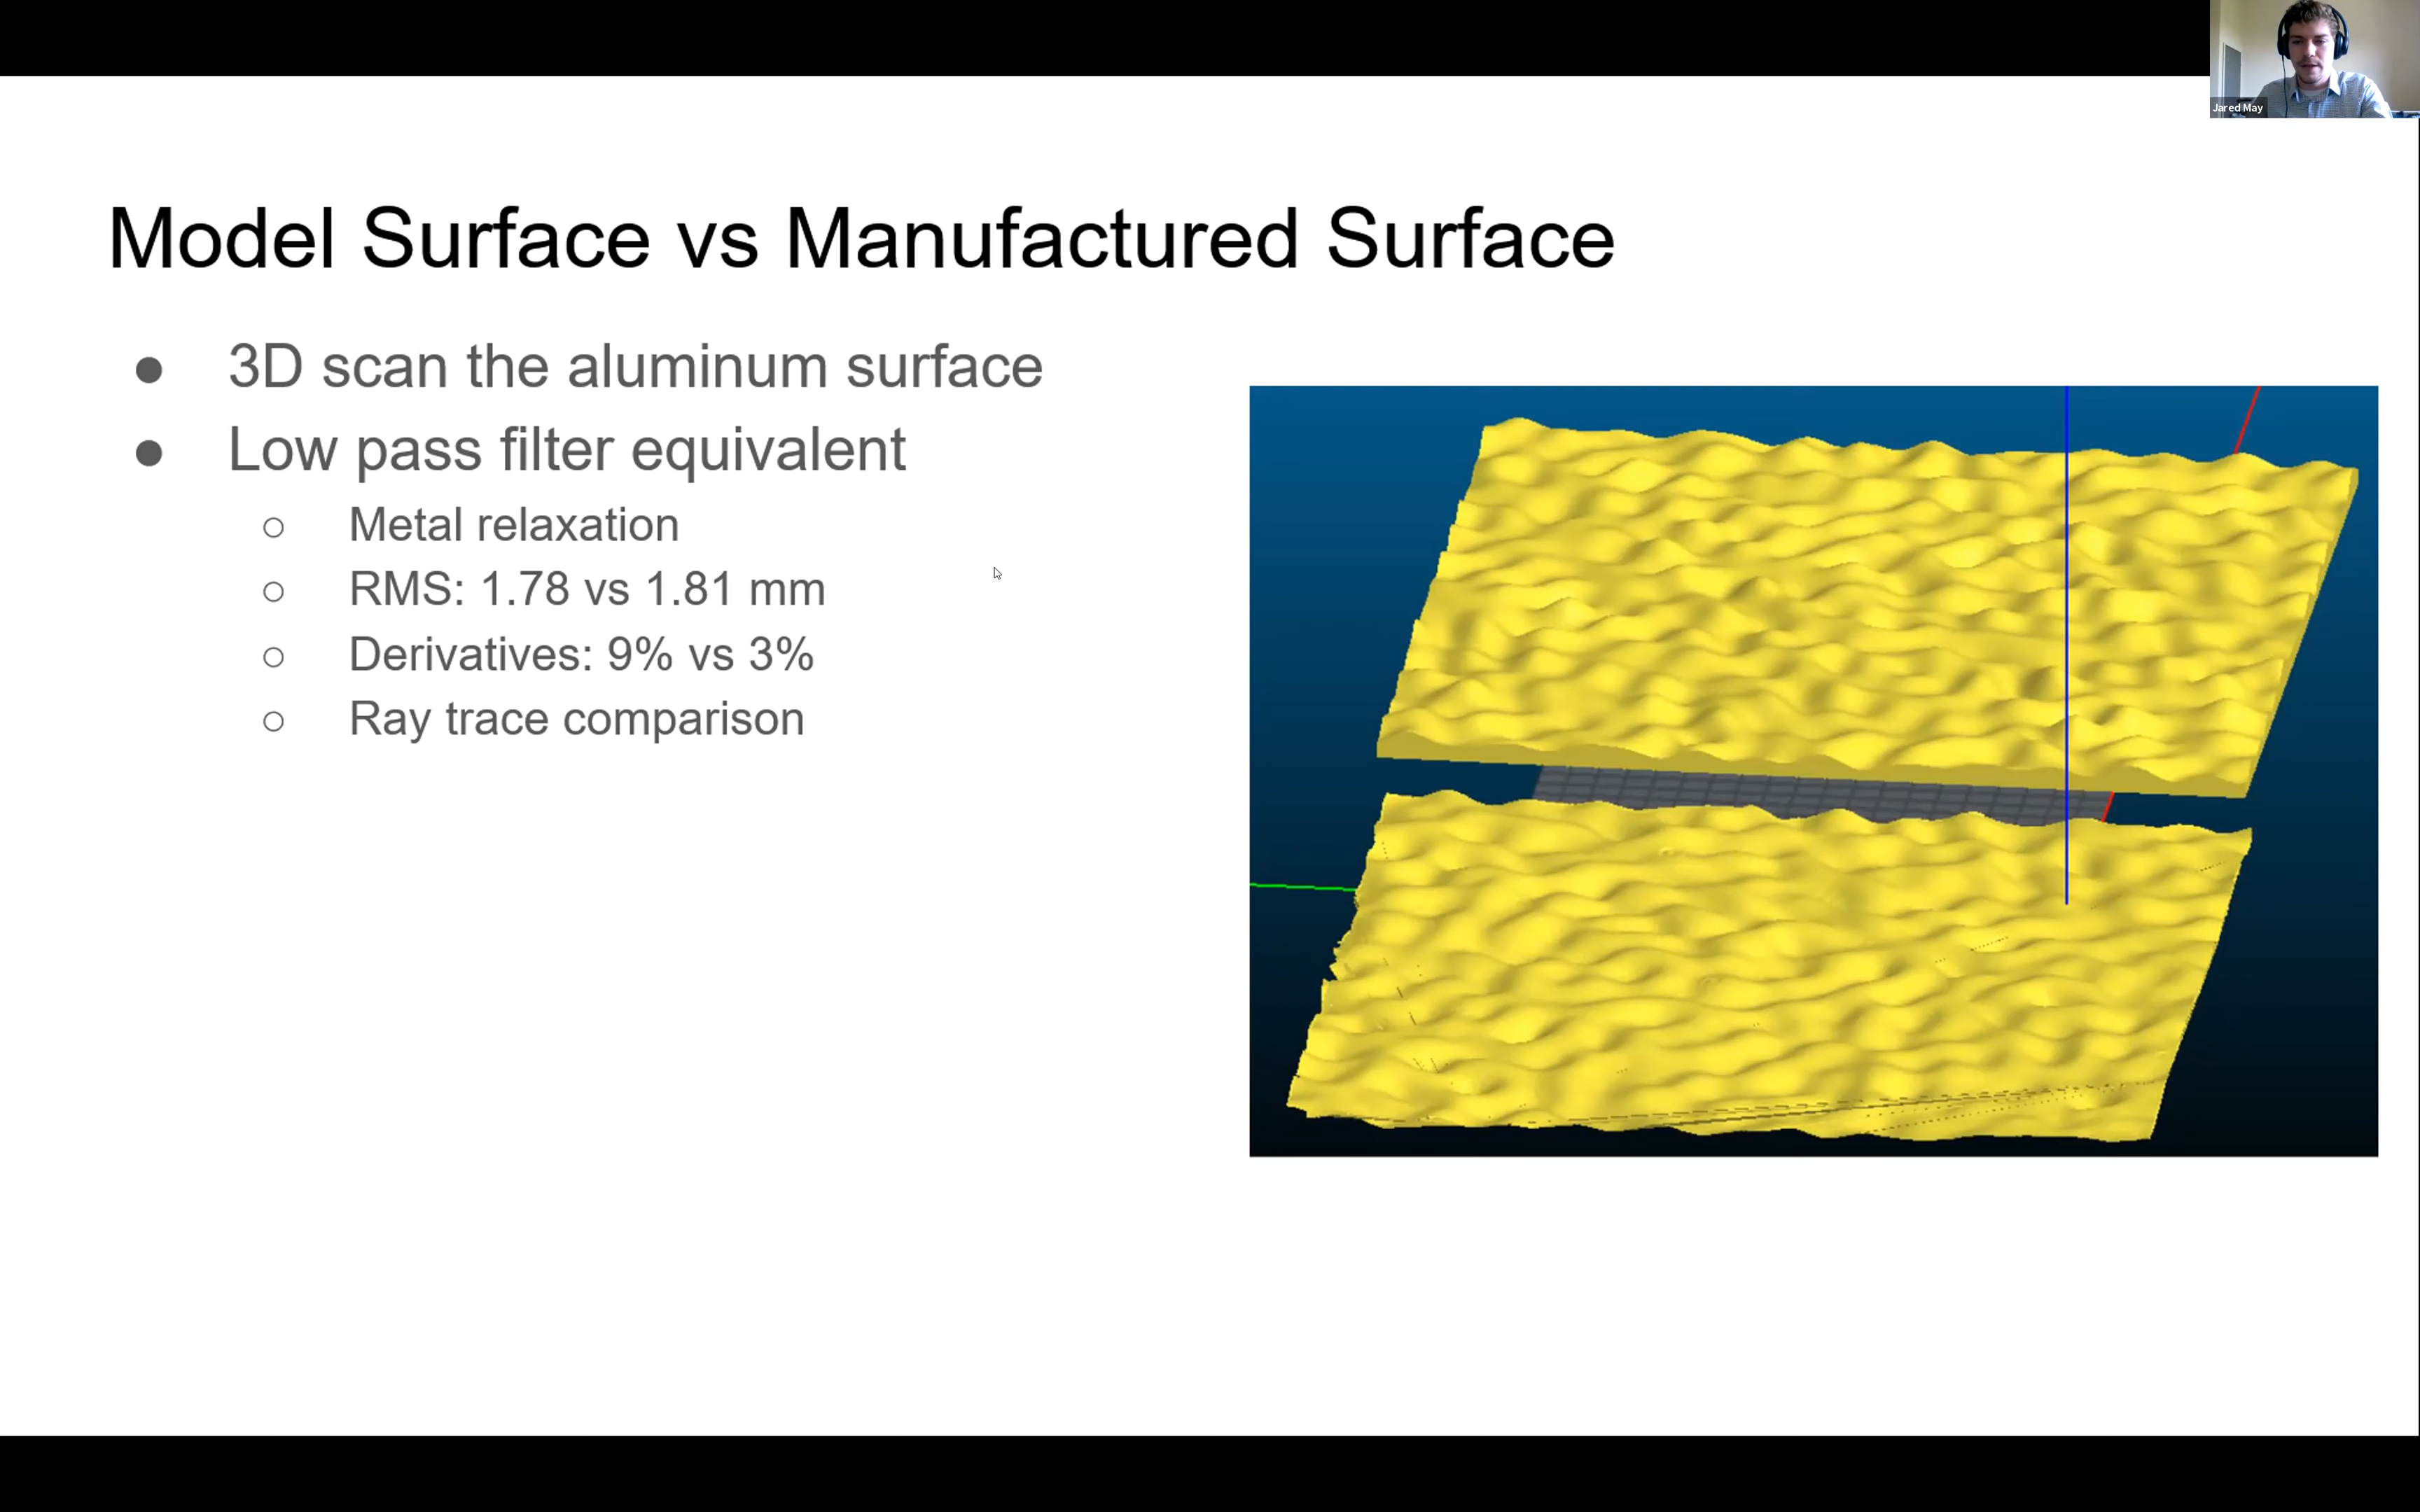 Jared May
Model Surface vs Manufactured Surface
● 3D scan the aluminum surface
● Low pass filter equivalent
○ Metal relaxation
○ RMS: 1.78 vs 1.81 mm
○ Derivatives: 9% vs 3%
○ Ray trace comparison